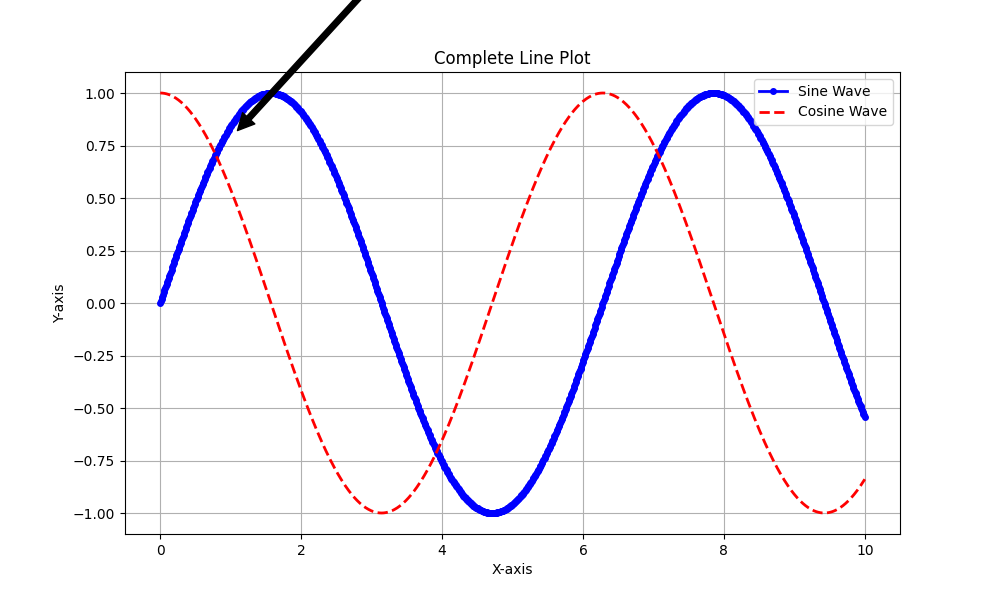 Complete Line Plot
Sine Wave
Cosine Wave
1.00
0.75
0.50
0.25
0.00
−0.25
−0.50
−0.75
−1.00
Y-axis
0 2 4 6 8 10
X-axis